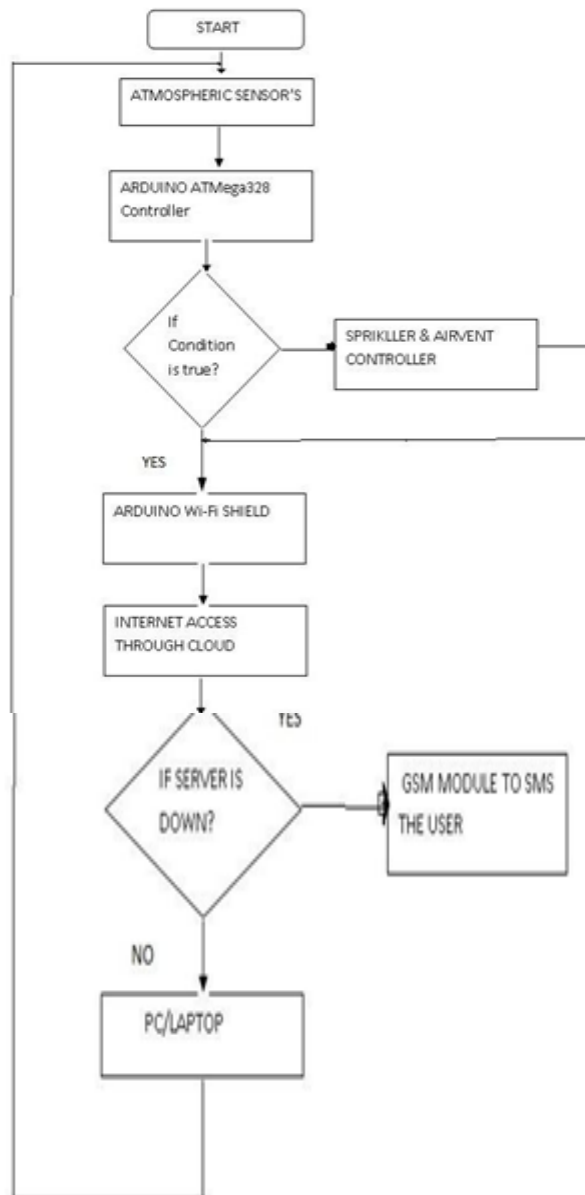 START
ATMOSPHERIC SENSOR'S
ARDUINO ATMega328
Controller
If
Condition
is true?
SPRIKLLER & AIRVENT
CONTROLLER
YES
ARDUINO Wi-Fi SHIELD
INTERNET ACCESS
THROUGH CLOUD
YES
IF SERVER IS
DOWN?
GSM MODULE TO SMS
THE USER
NO
PC/LAPTOP